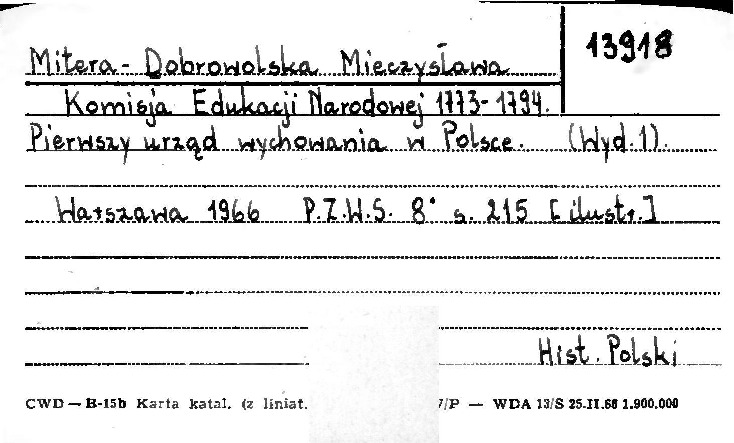 13918
Mitera-Dobrowolska Mieczysława
Komisja Edukacji Narodowej 1773-1794.
Pierwszy urząd wychowania w Polsce. (Wyd.1).
Warszawa 1966 P.Z.W.S. 8° s. 215 [ilustr.]
Hist. Polski
CWD — B-15b Karta katal. (z liniat. 7/P — WDA 13/S 25.II.66 1.900.000